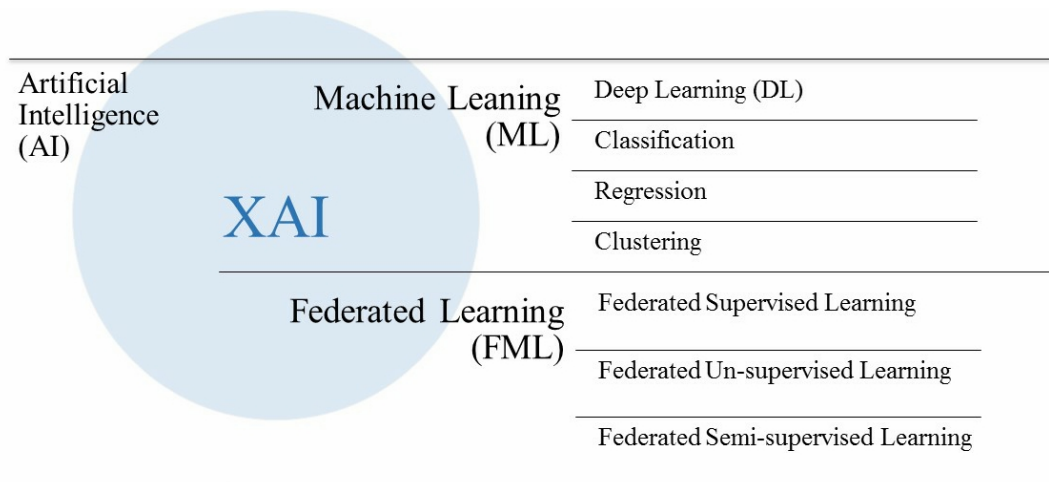 Artificial
Intelligence
(AI)
Machine Leaning
(ML)
Deep Learning (DL)
Classification
Regression
Clustering
XAI
Federated Learning
(FML)
Federated Supervised Learning
Federated Un-supervised Learning
Federated Semi-supervised Learning